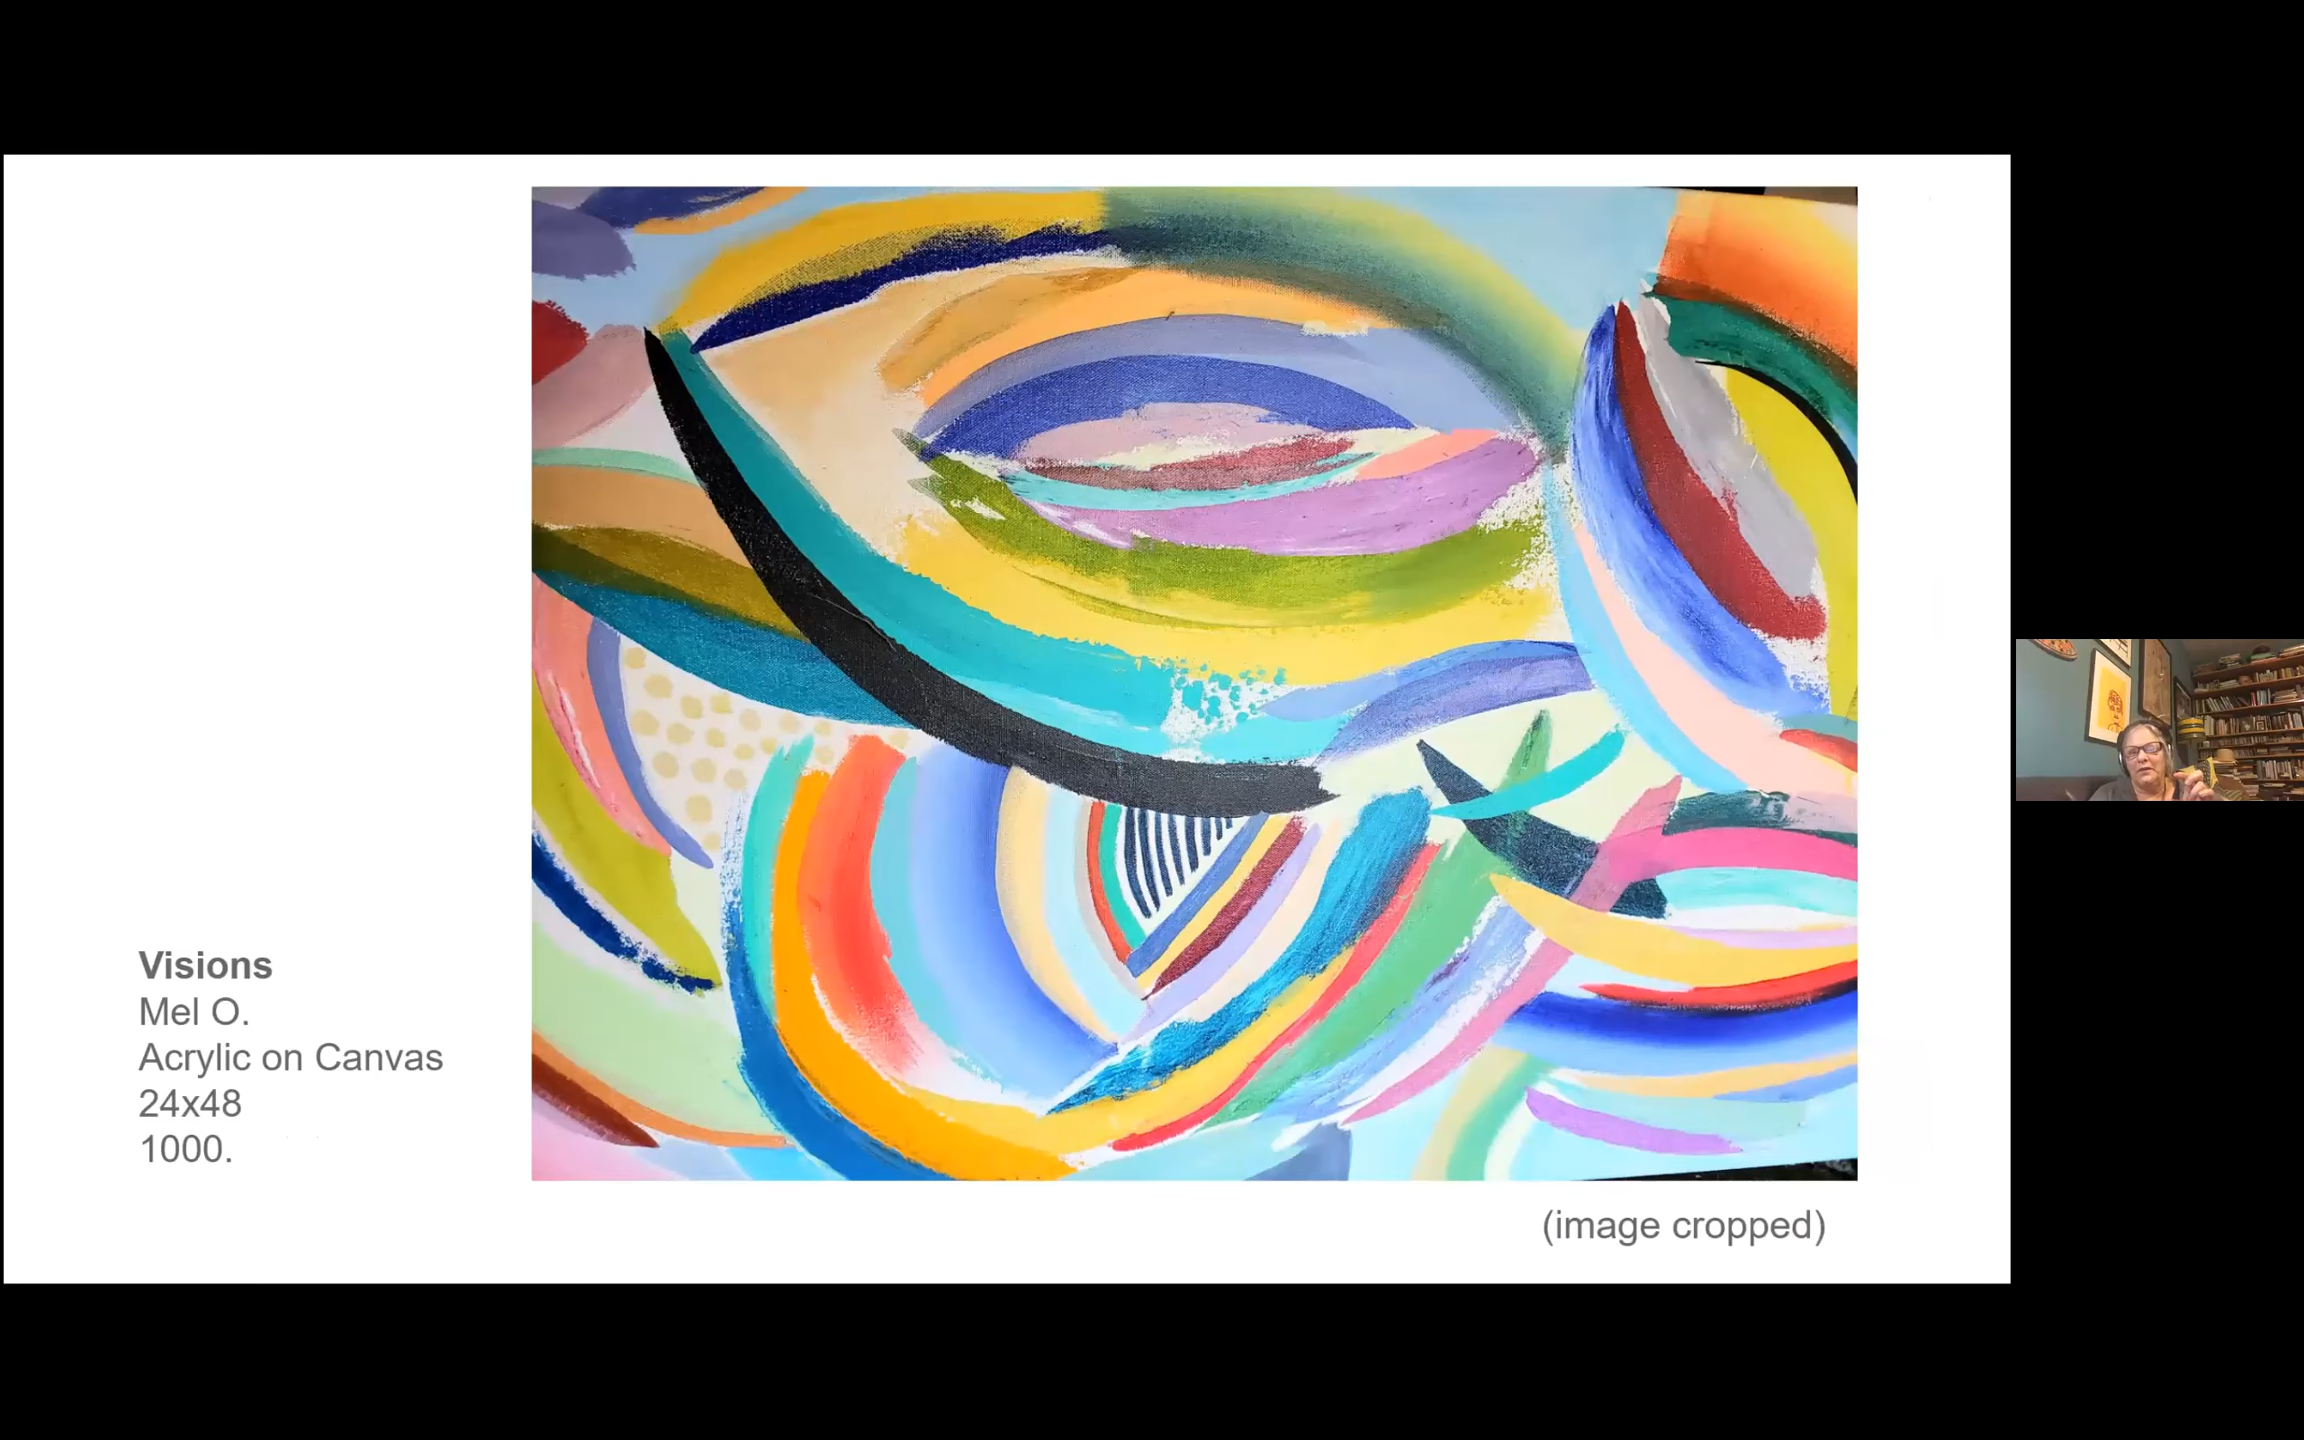 Visions
Mel O.
Acrylic on Canvas
24x48
1000.
(image cropped)